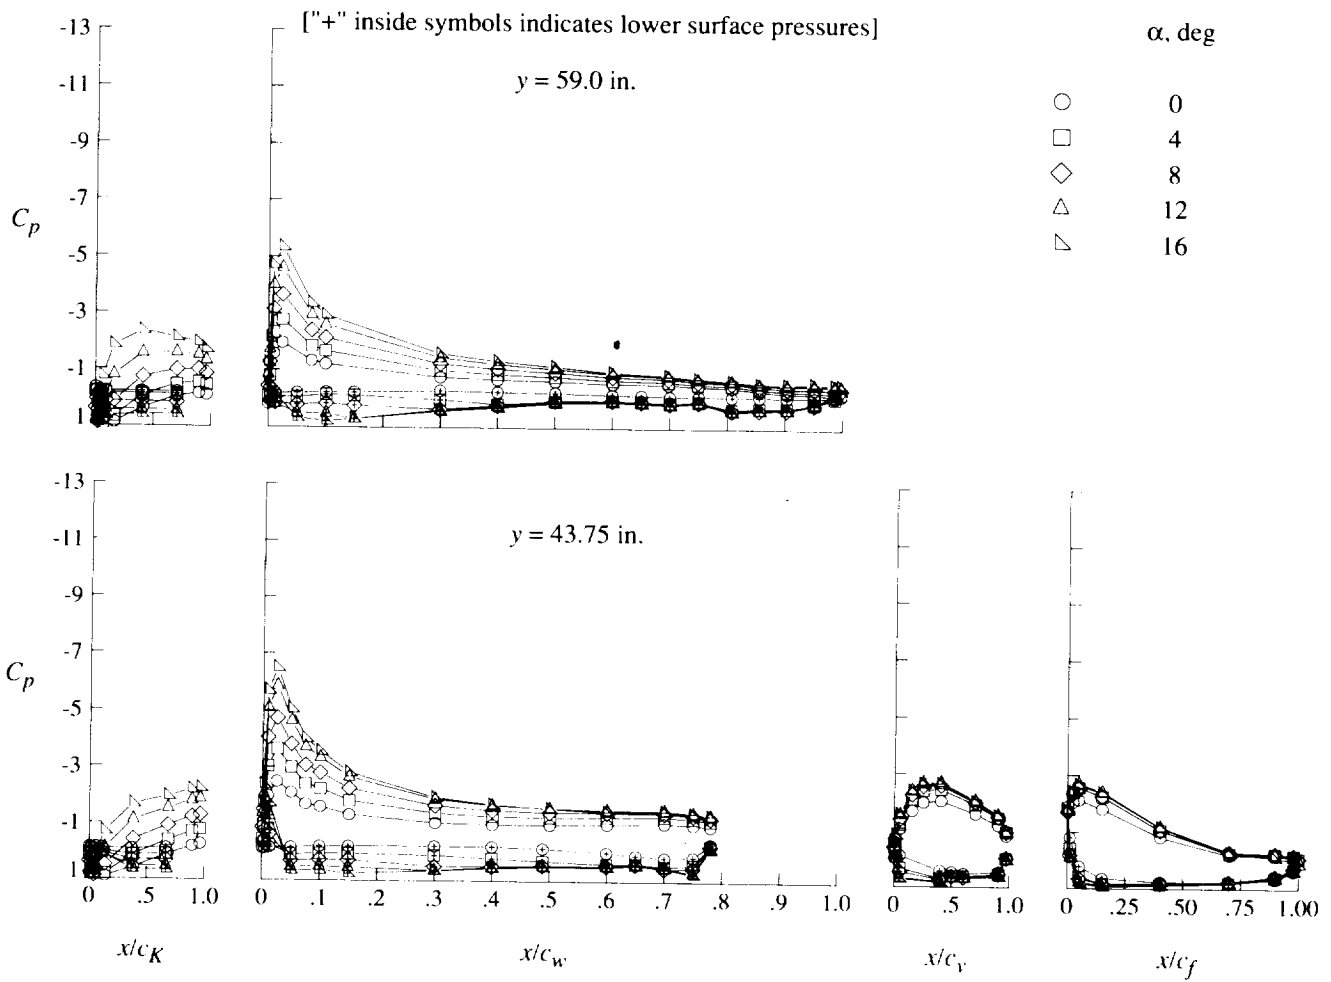 ["+" inside symbols indicates lower surface pressures]
α, deg
y = 59.0 in.
0
4
8
12
16
-13
-11
-9
-7
-5
-3
-1
1
C_p
y = 43.75 in.
-13
-11
-9
-7
-5
-3
-1
1
C_p
0 .5 1.0
0 .1 .2 .3 .4 .5 .6 .7 .8 .9 1.0
0 .5 1.0
0 .25 .50 .75 1.00
x/c_K
x/c_w
x/c_v
x/c_f